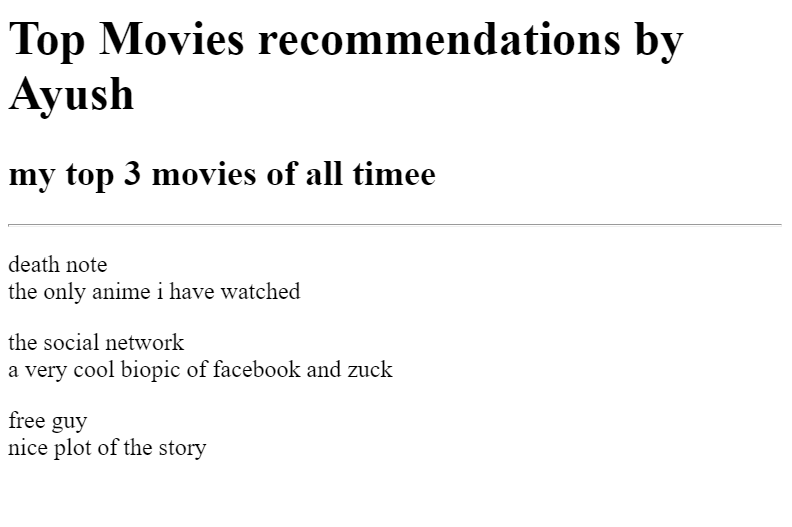 Top Movies recommendations by
Ayush
my top 3 movies of all timee
death note
the only anime i have watched
the social network
a very cool biopic of facebook and zuck
free guy
nice plot of the story